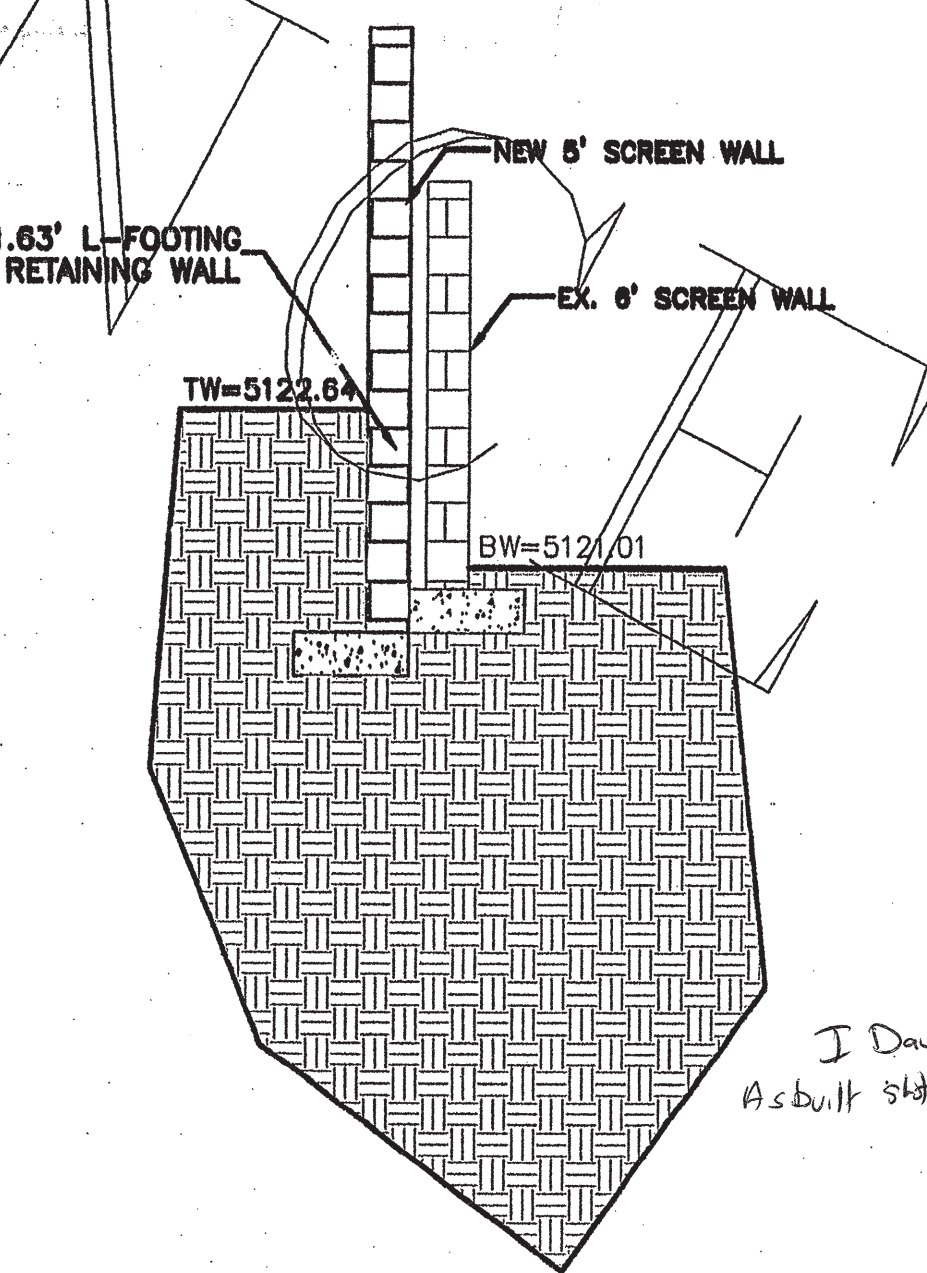 NEW 5' SCREEN WALL
.63' L-FOOTING
RETAINING WALL
EX. 6' SCREEN WALL
TW=5122.64
BW=5121.01
I
Asbuilt